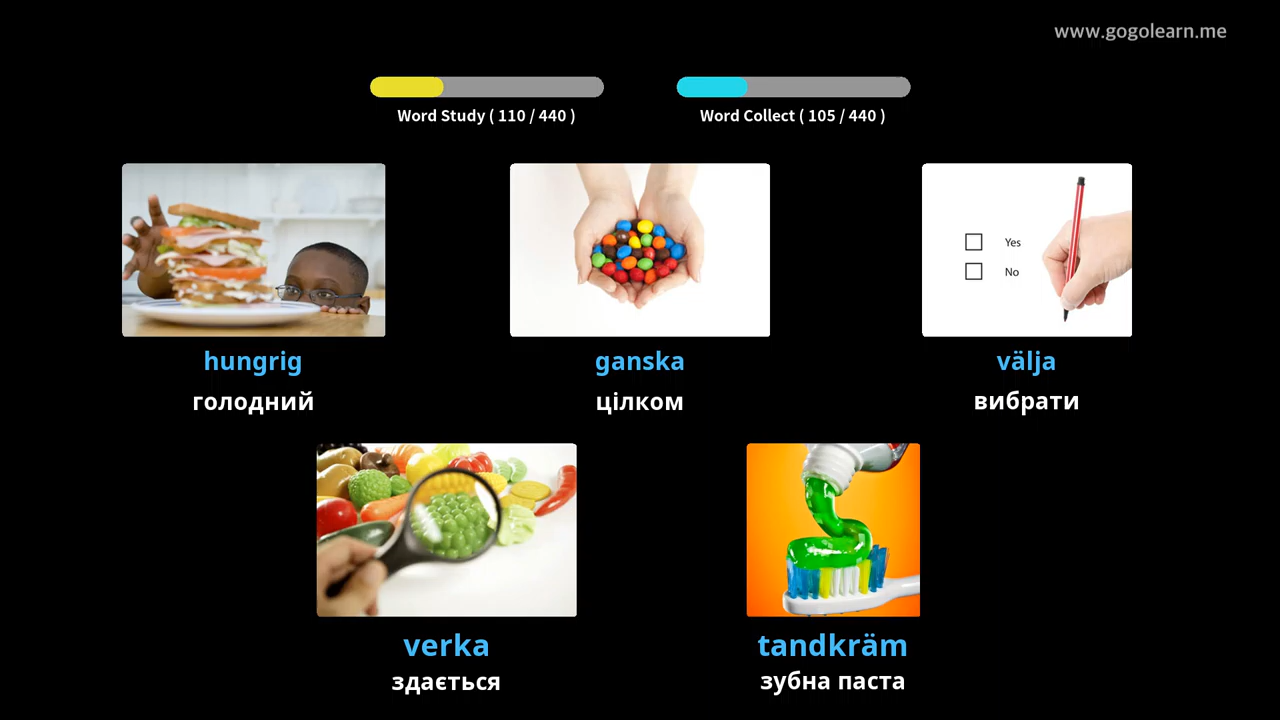 www.gogolearn.me
Word Study ( 110 / 440 )
Word Collect ( 105 / 440 )
Yes
No
hungrig
ganska
välja
голодний
цілком
вибрати
verka
tandkräm
здається
зубна паста